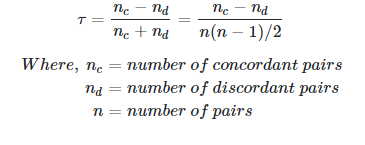 τ = (n_c − n_d) / (n_c + n_d) = (n_c − n_d) / (n(n − 1)/2)
Where, n_c = number of concordant pairs
n_d = number of discordant pairs
n = number of pairs